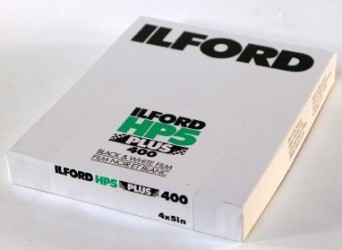 ILFORD
ILFORD
HP5
PLUS
400
BLACK & WHITE FILM
FILM NOIR ET BLANC
ILFORD HP5 PLUS 400
4x5in